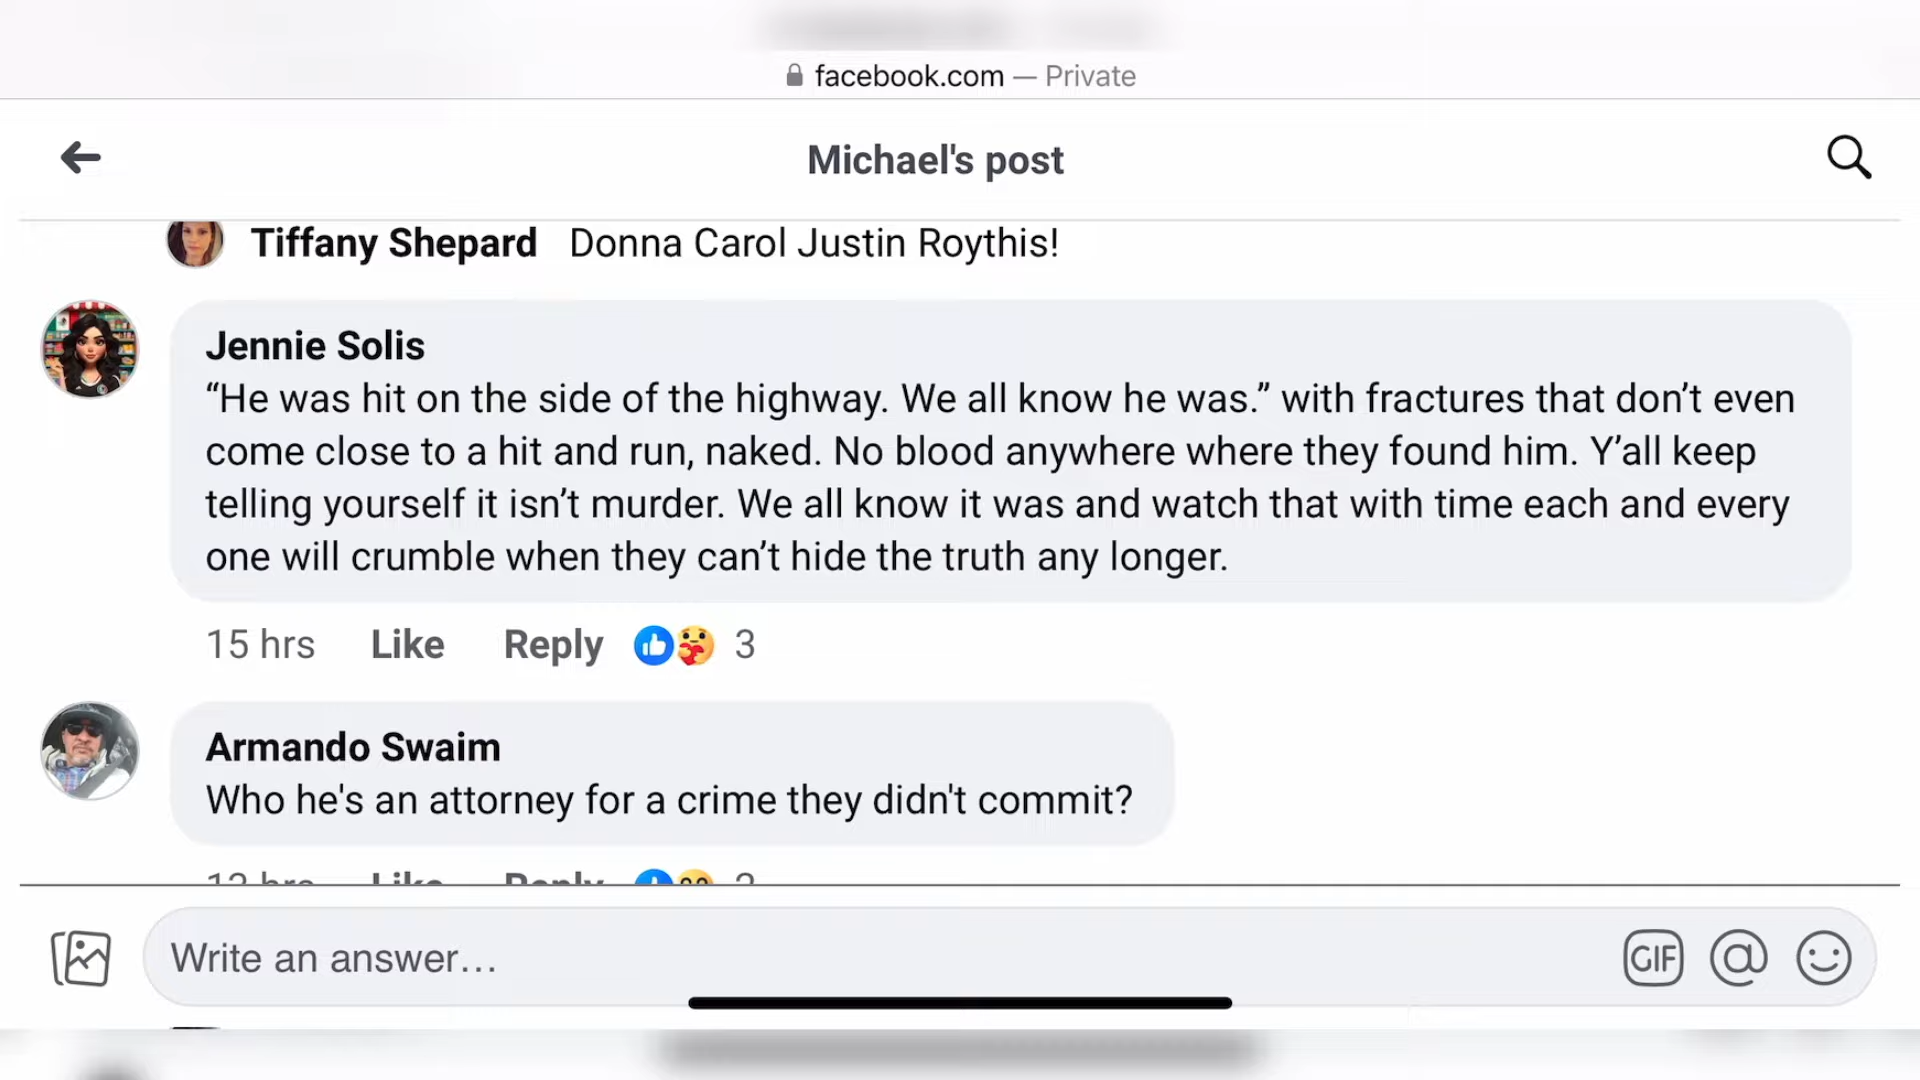 facebook.com — Private
Michael's post
Tiffany Shepard Donna Carol Justin Roythis!
Jennie Solis
“He was hit on the side of the highway. We all know he was.” with fractures that don’t even
come close to a hit and run, naked. No blood anywhere where they found him. Y’all keep
telling yourself it isn’t murder. We all know it was and watch that with time each and every
one will crumble when they can’t hide the truth any longer.
15 hrs Like Reply 3
Armando Swaim
Who he's an attorney for a crime they didn't commit?
Like Reply
Write an answer...
GIF @